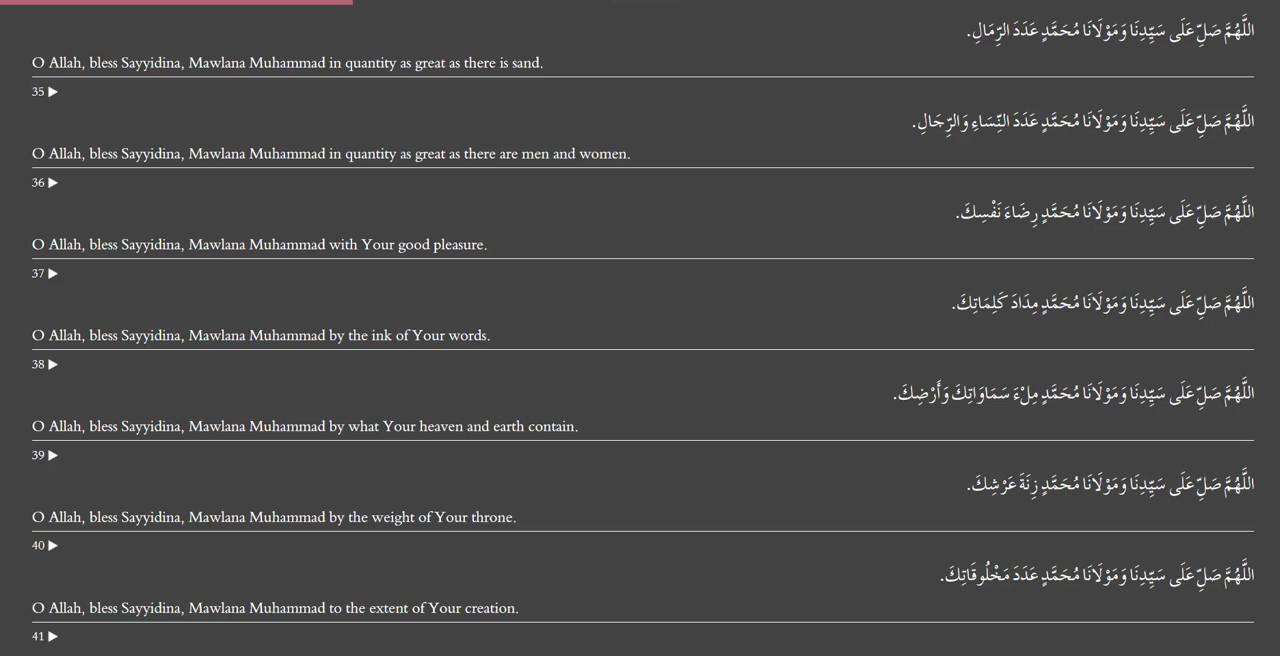 اللَّهُمَّ صَلِّ عَلَى سَيِّدِنَا وَمَوْلَانَا مُحَمَّدٍ عَدَدَ الرِّمَالِ.
O Allah, bless Sayyidina, Mawlana Muhammad in quantity as great as there is sand.
35 ▶
اللَّهُمَّ صَلِّ عَلَى سَيِّدِنَا وَمَوْلَانَا مُحَمَّدٍ عَدَدَ النِّسَاءِ وَالرِّجَالِ.
O Allah, bless Sayyidina, Mawlana Muhammad in quantity as great as there are men and women.
36 ▶
اللَّهُمَّ صَلِّ عَلَى سَيِّدِنَا وَمَوْلَانَا مُحَمَّدٍ رِضَاءَ نَفْسِكَ.
O Allah, bless Sayyidina, Mawlana Muhammad with Your good pleasure.
37 ▶
اللَّهُمَّ صَلِّ عَلَى سَيِّدِنَا وَمَوْلَانَا مُحَمَّدٍ مِدَادَ كَلِمَاتِكَ.
O Allah, bless Sayyidina, Mawlana Muhammad by the ink of Your words.
38 ▶
اللَّهُمَّ صَلِّ عَلَى سَيِّدِنَا وَمَوْلَانَا مُحَمَّدٍ مِلْءَ سَمَاوَاتِكَ وَأَرْضِكَ.
O Allah, bless Sayyidina, Mawlana Muhammad by what Your heaven and earth contain.
39 ▶
اللَّهُمَّ صَلِّ عَلَى سَيِّدِنَا وَمَوْلَانَا مُحَمَّدٍ زِنَةَ عَرْشِكَ.
O Allah, bless Sayyidina, Mawlana Muhammad by the weight of Your throne.
40 ▶
اللَّهُمَّ صَلِّ عَلَى سَيِّدِنَا وَمَوْلَانَا مُحَمَّدٍ عَدَدَ مَخْلُوقَاتِكَ.
O Allah, bless Sayyidina, Mawlana Muhammad to the extent of Your creation.
41 ▶